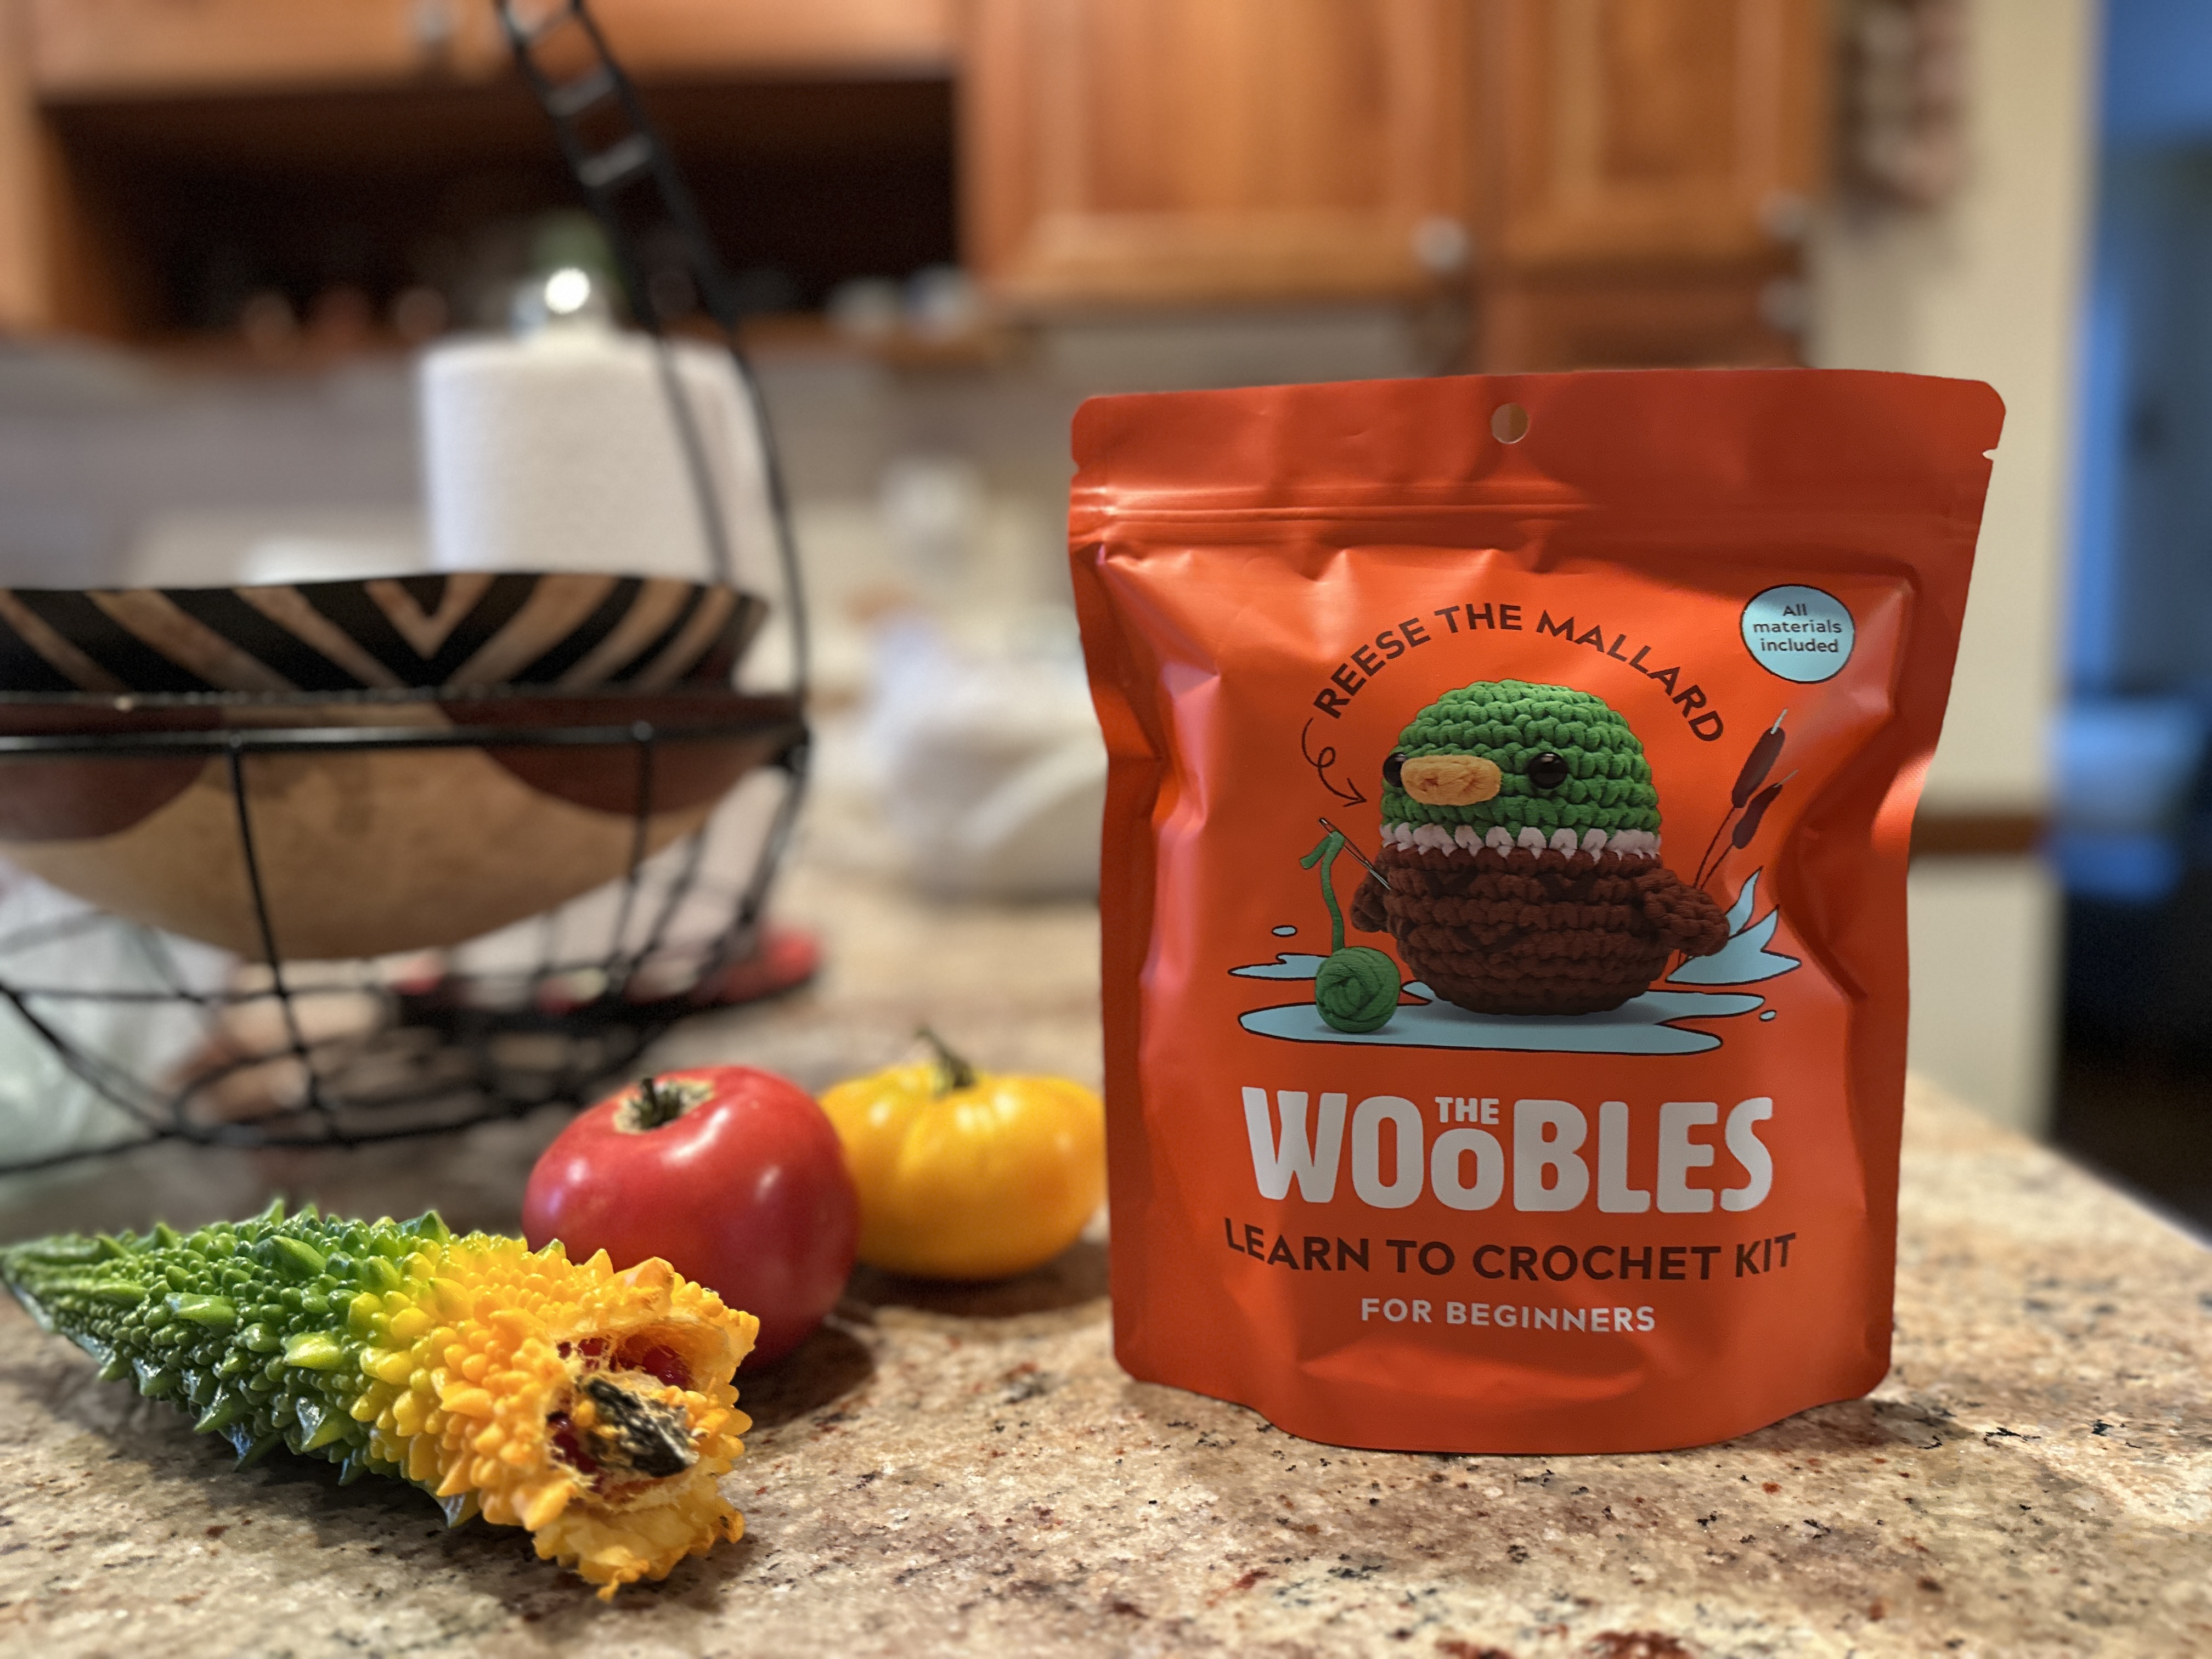 REESE THE MALLARD
All
materials
included
THE
WOOBLES
LEARN TO CROCHET KIT
FOR BEGINNERS